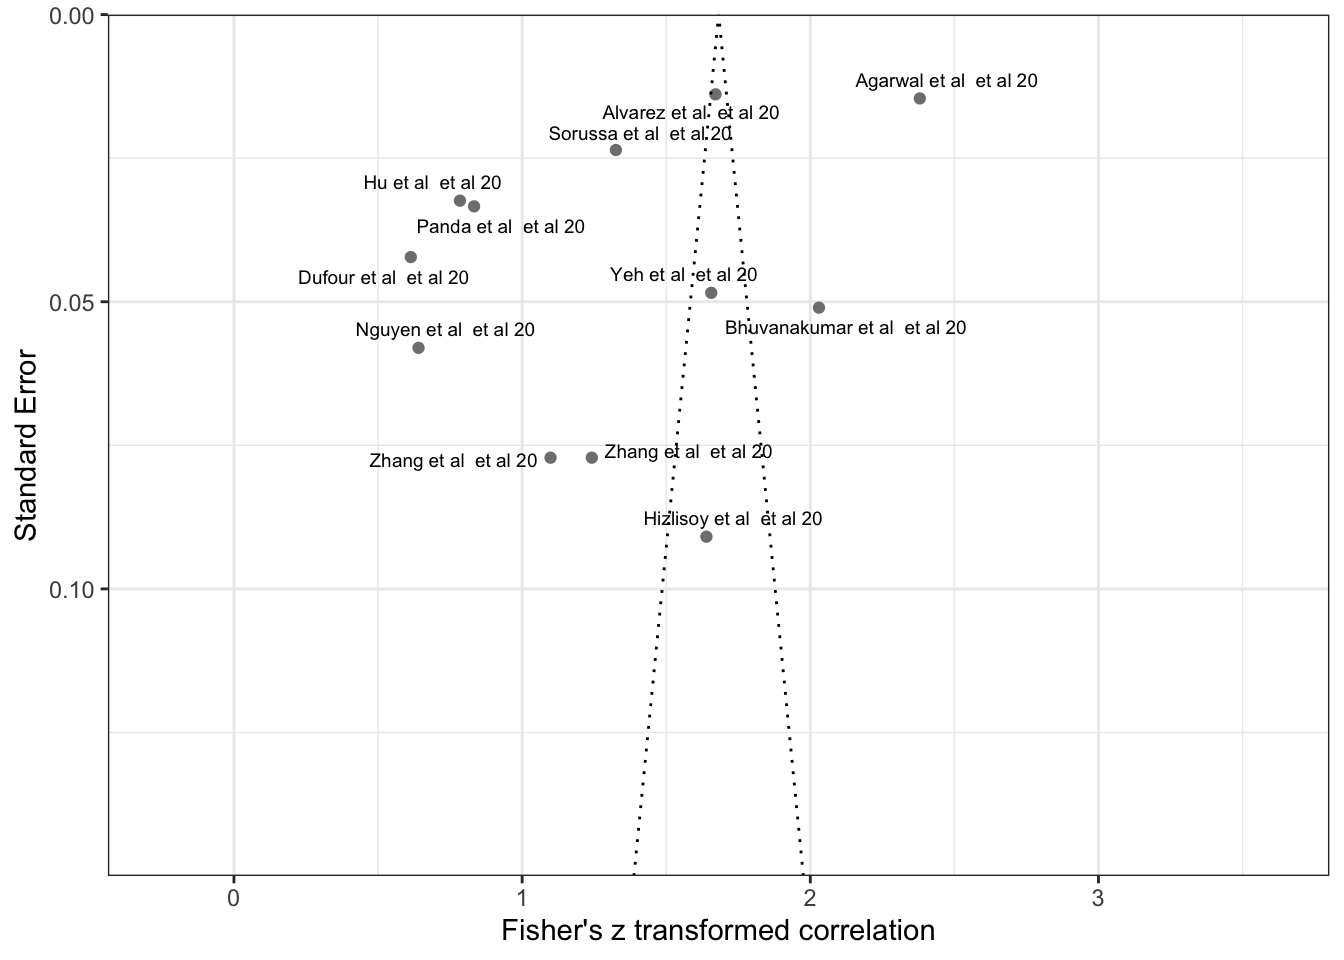 0.00
Agarwal et al  et al 20
Alvarez et al  et al 20
Sorussa et al  et al 20
Hu et al  et al 20
Panda et al  et al 20
Dufour et al  et al 20
Yeh et al  et al 20
0.05
Bhuvanakumar et al  et al 20
Nguyen et al  et al 20
Zhang et al  et al 20
Zhang et al  et al 20
Hizlisoy et al  et al 20
0.10
Standard Error
0 1 2 3
Fisher's z transformed correlation